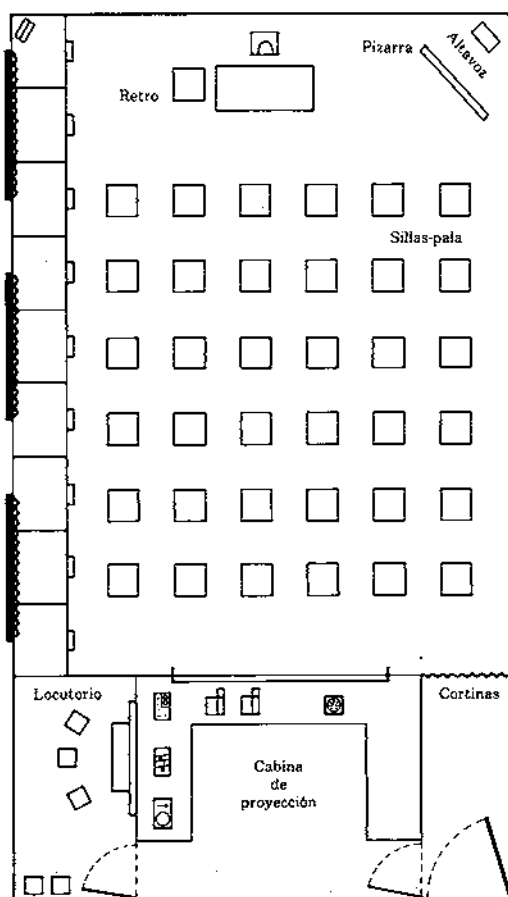 Pizarra
Altavoz
Retro
Sillas-pala
Locutorio
Cortinas
Cabina
de
proyección